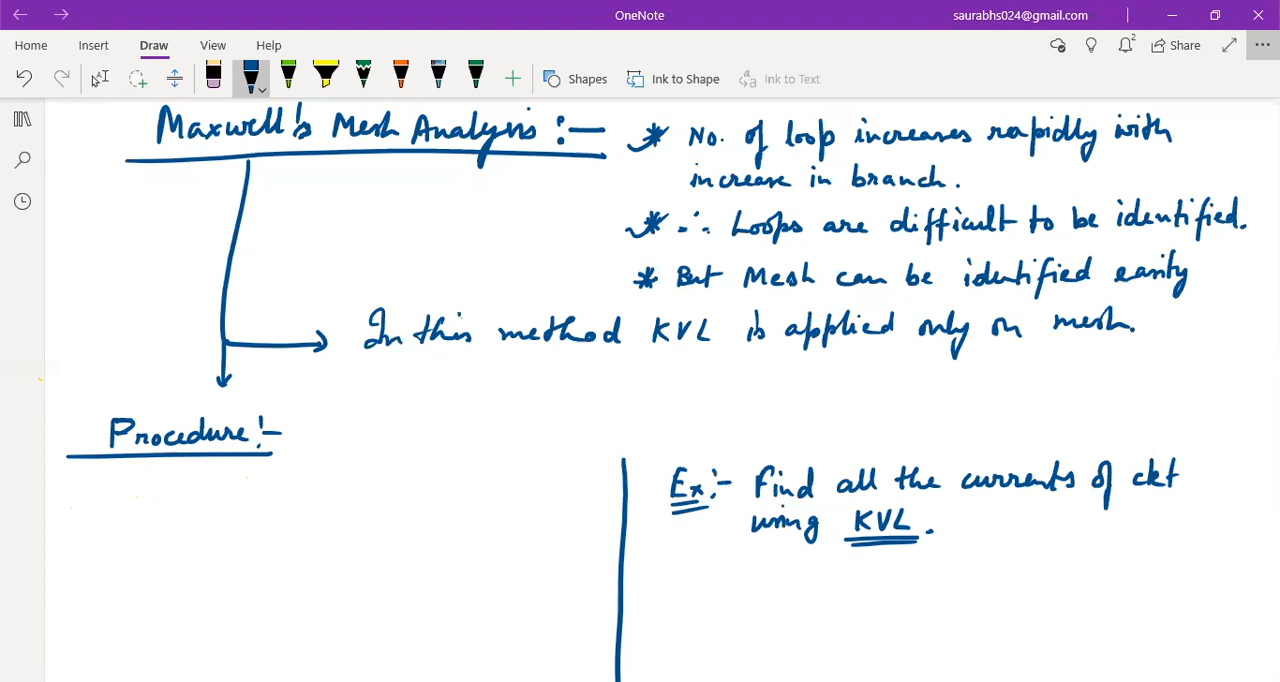 OneNote
saurabhs024@gmail.com
Home Insert Draw View Help
2 Share
Shapes Ink to Shape Ink to Text
Maxwell's Mesh Analysis :-
* No. of loop increases rapidly with
increase in branch.
* ∴ Loops are difficult to be identified.
* But Mesh can be identified easily
In this method KVL is applied only on mesh.
Procedure :-
Ex :- Find all the currents of ckt
using KVL.